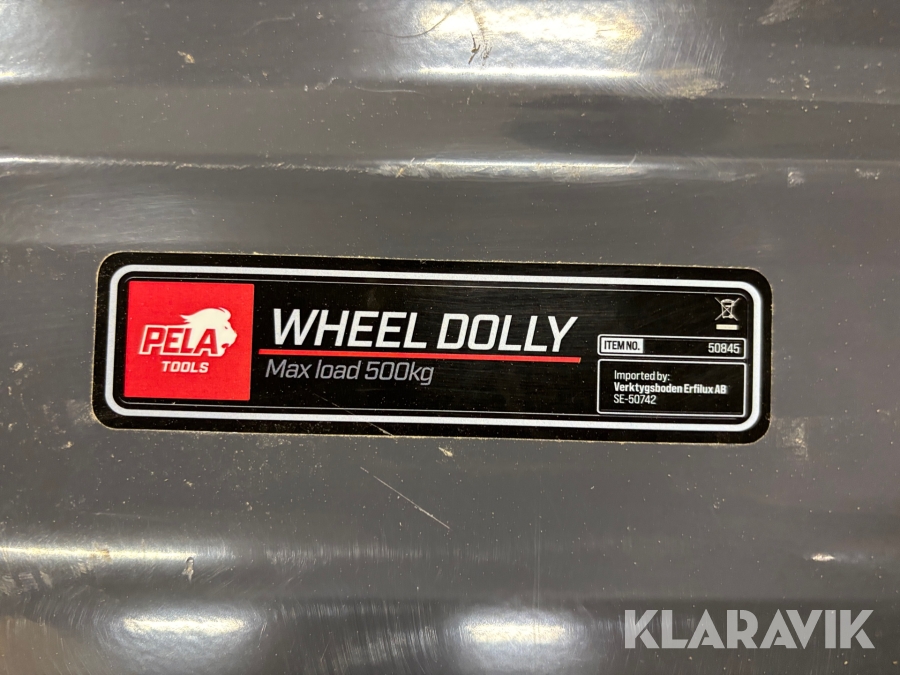 PELA
TOOLS
WHEEL DOLLY
Max load 500kg
ITEM NO. 50845
Imported by:
Verktygsboden Erfilux AB
SE-50742
KLARAVIK